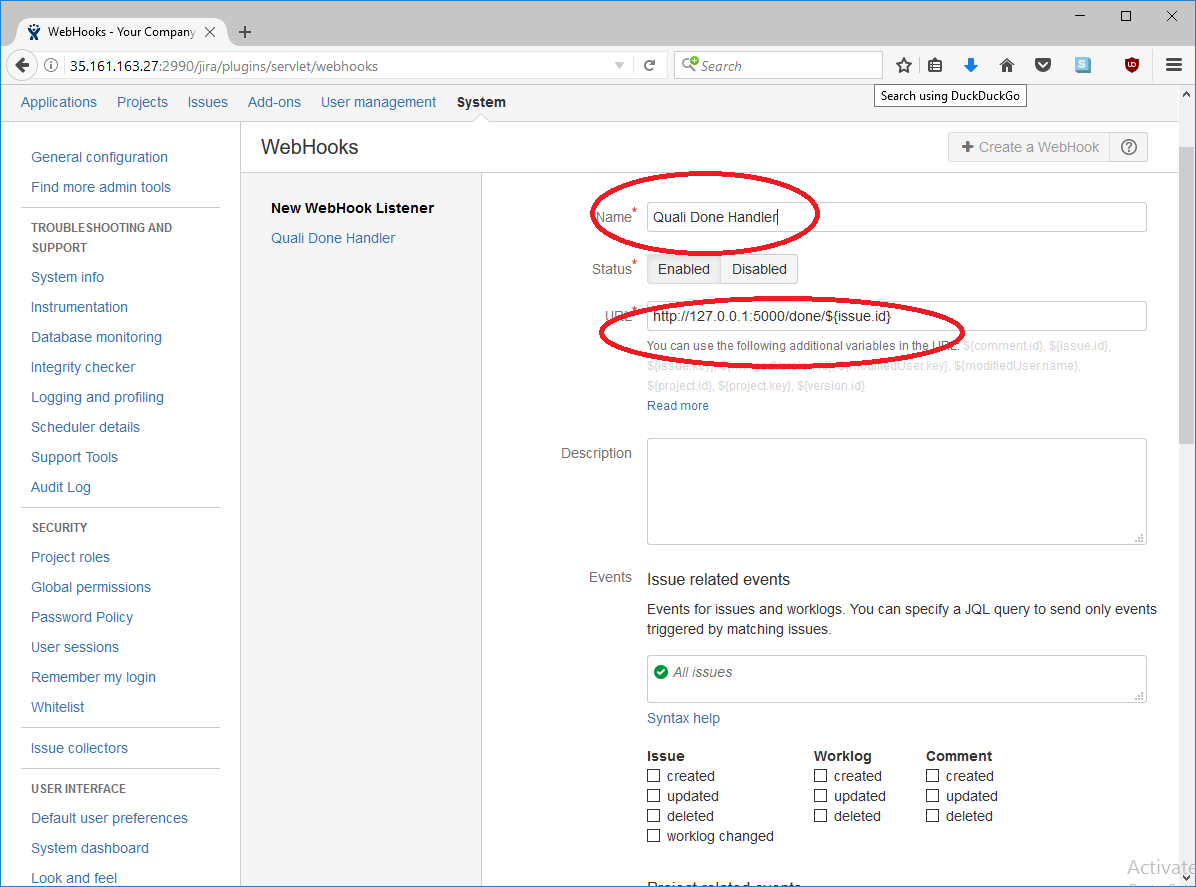 WebHooks - Your Company
35.161.163.27:2990/jira/plugins/servlet/webhooks
Search
S
Search using DuckDuckGo
Applications Projects Issues Add-ons User management System
WebHooks
+ Create a WebHook ?
General configuration
Find more admin tools
TROUBLESHOOTING AND
SUPPORT
System info
Instrumentation
Database monitoring
Integrity checker
Logging and profiling
Scheduler details
Support Tools
Audit Log
SECURITY
Project roles
Global permissions
Password Policy
User sessions
Remember my login
Whitelist
Issue collectors
USER INTERFACE
Default user preferences
System dashboard
Look and feel
New WebHook Listener
Quali Done Handler
Name* Quali Done Handler
Status* Enabled Disabled
URL* http://127.0.0.1:5000/done/${issue.id}
You can use the following additional variables in the URL: ${comment.id}, ${issue.id},
${issue.key}, ${modifiedUser.key}, ${modifiedUser.name},
${project.id}, ${project.key}, ${version.id}
Read more
Description
Events Issue related events
Events for issues and worklogs. You can specify a JQL query to send only events
triggered by matching issues.
All issues
Syntax help
Issue Worklog Comment
created created created
updated updated updated
deleted deleted deleted
worklog changed
Project related events
Activate